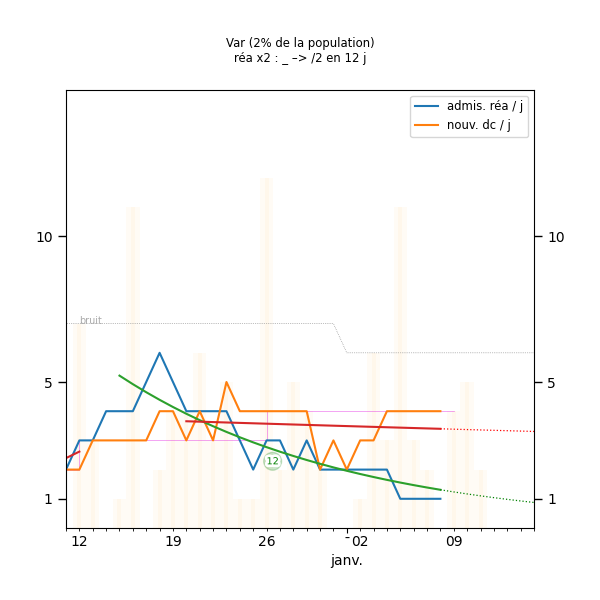 Var (2% de la population)
réa x2 : _ –> /2 en 12 j
admis. réa / j
nouv. dc / j
10
10
bruit
5
5
12
1
1
12
19
26
02
09
janv.